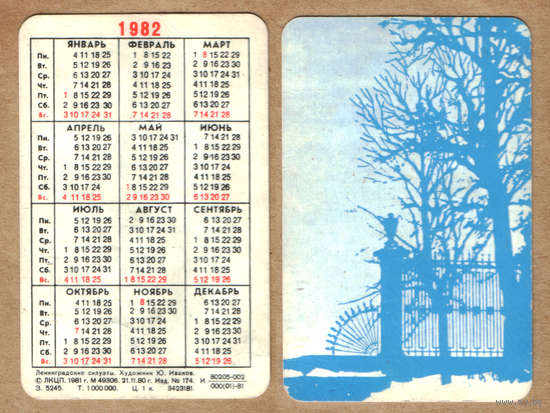 1982
ЯНВАРЬ ФЕВРАЛЬ МАРТ
Пн. 4 11 18 25 1 8 15 22 1 8 15 22 29
Вт. 5 12 19 26 2 9 16 23 2 9 16 23 30
Ср. 6 13 20 27 3 10 17 24 3 10 17 24 31
Чт. 7 14 21 28 4 11 18 25 4 11 18 25
Пт. 1 8 15 22 29 5 12 19 26 5 12 19 26
Сб. 2 9 16 23 30 6 13 20 27 6 13 20 27
Вс. 3 10 17 24 31 7 14 21 28 7 14 21 28
АПРЕЛЬ МАЙ ИЮНЬ
Пн. 5 12 19 26 3 10 17 24 31 7 14 21 28
Вт. 6 13 20 27 4 11 18 25 1 8 15 22 29
Ср. 7 14 21 28 5 12 19 26 2 9 16 23 30
Чт. 1 8 15 22 29 6 13 20 27 3 10 17 24
Пт. 2 9 16 23 30 7 14 21 28 4 11 18 25
Сб. 3 10 17 24 1 8 15 22 29 5 12 19 26
Вс. 4 11 18 25 2 9 16 23 30 6 13 20 27
ИЮЛЬ АВГУСТ СЕНТЯБРЬ
Пн. 5 12 19 26 2 9 16 23 30 6 13 20 27
Вт. 6 13 20 27 3 10 17 24 31 7 14 21 28
Ср. 7 14 21 28 4 11 18 25 1 8 15 22 29
Чт. 1 8 15 22 29 5 12 19 26 2 9 16 23 30
Пт. 2 9 16 23 30 6 13 20 27 3 10 17 24
Сб. 3 10 17 24 31 7 14 21 28 4 11 18 25
Вс. 4 11 18 25 1 8 15 22 29 5 12 19 26
ОКТЯБРЬ НОЯБРЬ ДЕКАБРЬ
Пн. 4 11 18 25 1 8 15 22 29 6 13 20 27
Вт. 5 12 19 26 2 9 16 23 30 7 14 21 28
Ср. 6 13 20 27 3 10 17 24 1 8 15 22 29
Чт. 7 14 21 28 4 11 18 25 2 9 16 23 30
Пт. 1 8 15 22 29 5 12 19 26 3 10 17 24 31
Сб. 2 9 16 23 30 6 13 20 27 4 11 18 25
Вс. 3 10 17 24 31 7 14 21 28 5 12 19 26
Ленинградские силуэты. Художник Ю. Иванов.
© ЛКЦП. 1981 г. М 49306. 21.11.80 г. Изд. № 174. И 80205-002
З. 5245. Т. 1 000 000. Ц. 1 к. 3423181. 000(01)-81